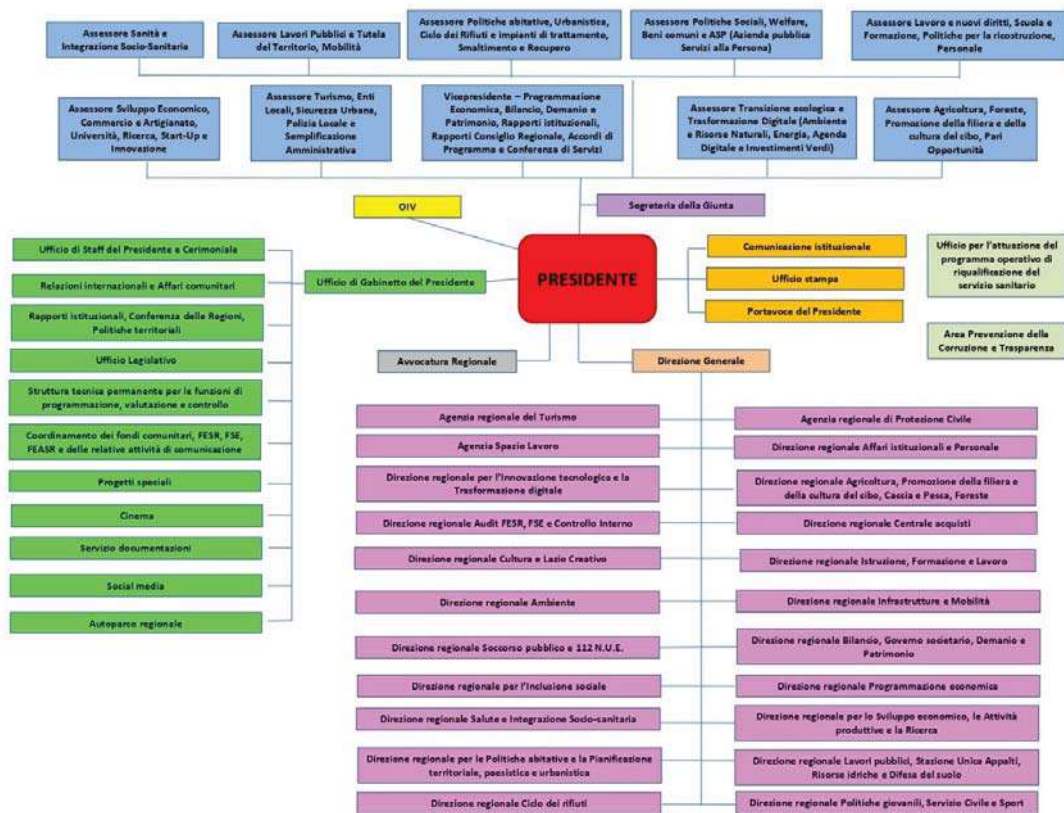 Assessore Sanità e
Integrazione Socio-Sanitaria
Assessore Lavori Pubblici e Tutela
del Territorio, Mobilità
Assessore Politiche abitative, Urbanistica,
Ciclo dei Rifiuti e impianti di trattamento,
Smaltimento e Recupero
Assessore Politiche Sociali, Welfare,
Beni comuni e ASP (Azienda pubblica
Servizi alla Persona)
Assessore Lavoro e nuovi diritti, Scuola e
Formazione, Politiche per la ricostruzione,
Personale
Assessore Sviluppo Economico,
Commercio e Artigianato,
Università, Ricerca, Start-Up e
Innovazione
Assessore Turismo, Enti
Locali, Sicurezza Urbana,
Polizia Locale e
Semplificazione
Amministrativa
Vicepresidente – Programmazione
Economica, Bilancio, Demanio e
Patrimonio, Rapporti istituzionali,
Rapporti Consiglio Regionale, Accordi di
Programma e Conferenza di Servizi
Assessore Transizione ecologica e
Trasformazione Digitale (Ambiente
e Risorse Naturali, Energia, Agenda
Digitale e Investimenti Verdi)
Assessore Agricoltura, Foreste,
Promozione della filiera e della
cultura del cibo, Pari
Opportunità
OIV
Segreteria della Giunta
PRESIDENTE
Ufficio di Gabinetto del Presidente
Ufficio di Staff del Presidente e Cerimoniale
Relazioni internazionali e Affari comunitari
Rapporti istituzionali, Conferenza delle Regioni,
Politiche territoriali
Ufficio Legislativo
Struttura tecnica permanente per le funzioni di
programmazione, valutazione e controllo
Coordinamento dei fondi comunitari, FESR, FSE,
FEASR e delle relative attività di comunicazione
Progetti speciali
Cinema
Servizio documentazioni
Social media
Autoparco regionale
Comunicazione istituzionale
Ufficio stampa
Portavoce del Presidente
Ufficio per l'attuazione del
programma operativo di
riqualificazione del
servizio sanitario
Area Prevenzione della
Corruzione e Trasparenza
Avvocatura Regionale
Direzione Generale
Agenzia regionale del Turismo
Agenzia Spazio Lavoro
Direzione regionale per l'Innovazione tecnologica e la
Trasformazione digitale
Direzione regionale Audit FESR, FSE e Controllo Interno
Direzione regionale Cultura e Lazio Creativo
Direzione regionale Ambiente
Direzione regionale Soccorso pubblico e 112 N.U.E.
Direzione regionale per l'Inclusione sociale
Direzione regionale Salute e Integrazione Socio-sanitaria
Direzione regionale per le Politiche abitative e la Pianificazione
territoriale, paesistica e urbanistica
Direzione regionale Ciclo dei rifiuti
Agenzia regionale di Protezione Civile
Direzione regionale Affari istituzionali e Personale
Direzione regionale Agricoltura, Promozione della filiera e
della cultura del cibo, Caccia e Pesca, Foreste
Direzione regionale Centrale acquisti
Direzione regionale Istruzione, Formazione e Lavoro
Direzione regionale Infrastrutture e Mobilità
Direzione regionale Bilancio, Governo societario, Demanio e
Patrimonio
Direzione regionale Programmazione economica
Direzione regionale per lo Sviluppo economico, le Attività
produttive e la Ricerca
Direzione regionale Lavori pubblici, Stazione Unica Appalti,
Risorse idriche e Difesa del suolo
Direzione regionale Politiche giovanili, Servizio Civile e Sport